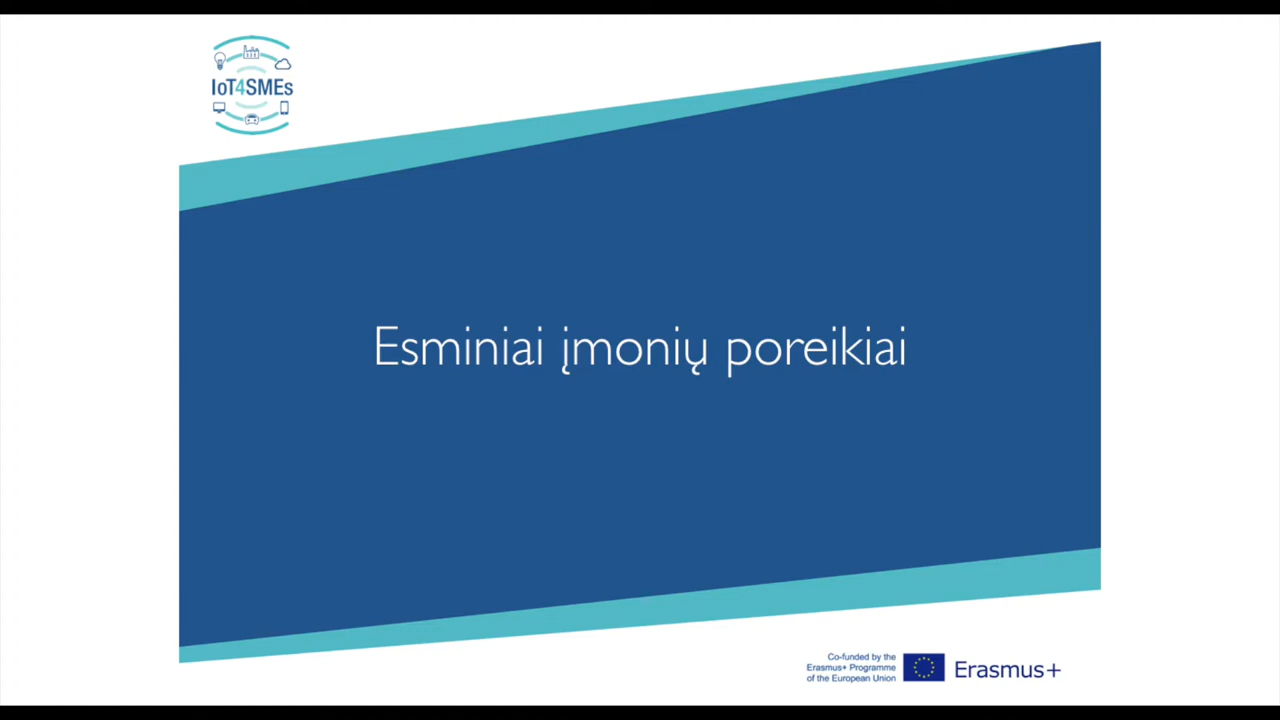 IoT4SMEs
Esminiai įmonių poreikiai
Co-funded by the
Erasmus+ Programme
of the European Union
Erasmus+